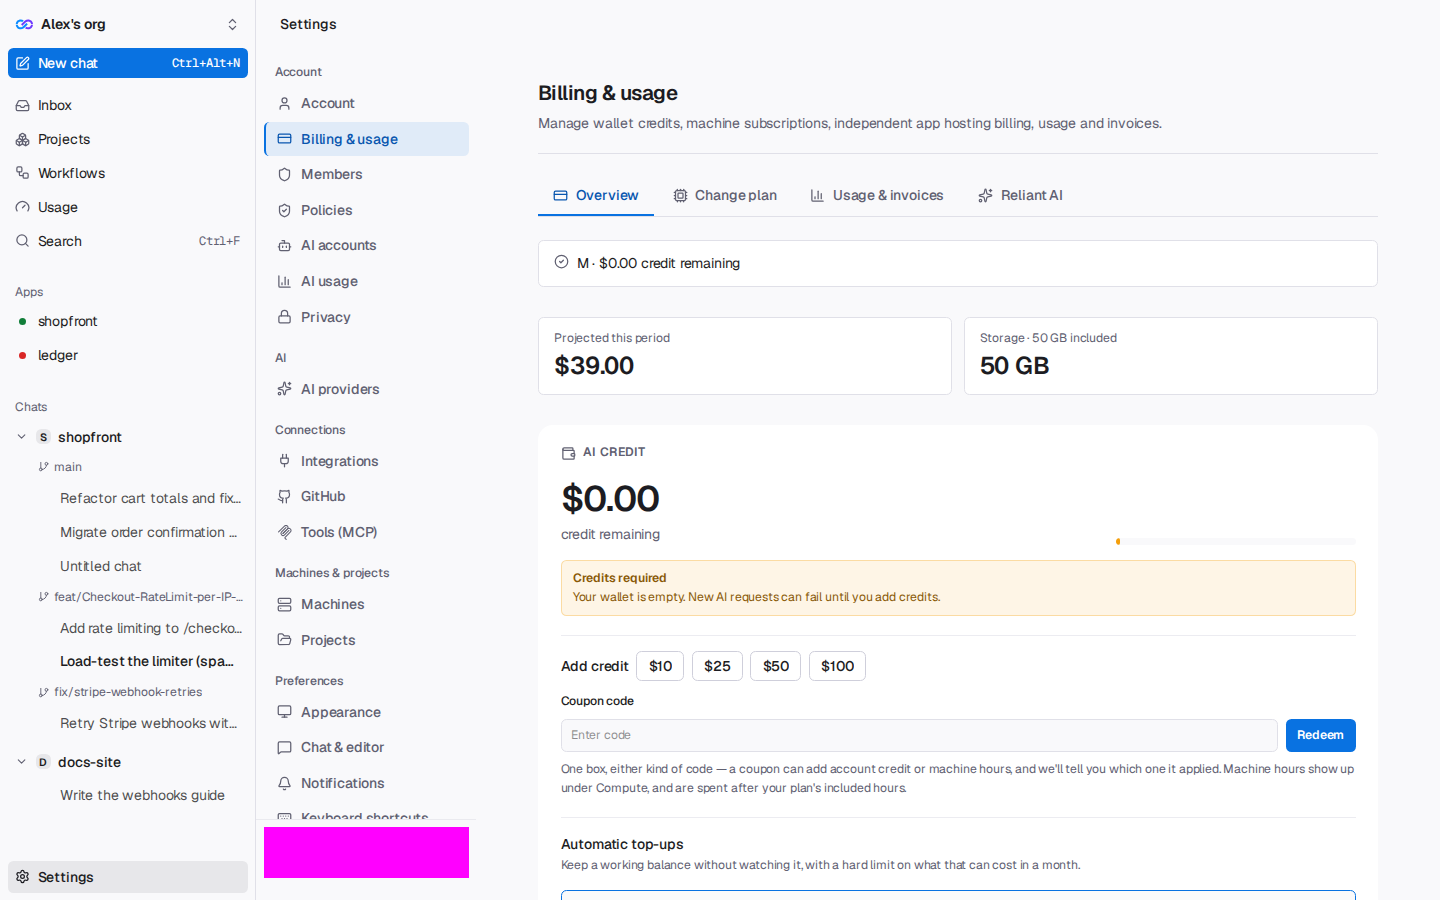 Alex's org
New chat Ctrl+Alt+N
Inbox
Projects
Workflows
Usage
Search Ctrl+F
Apps
shopfront
ledger
Chats
S shopfront
main
Refactor cart totals and fix...
Migrate order confirmation ...
Untitled chat
feat/Checkout-RateLimit-per-IP-...
Add rate limiting to /checko...
Load-test the limiter (spa...
fix/stripe-webhook-retries
Retry Stripe webhooks wit...
D docs-site
Write the webhooks guide
Settings
Settings
Account
Account
Billing & usage
Members
Policies
AI accounts
AI usage
Privacy
AI
AI providers
Connections
Integrations
GitHub
Tools (MCP)
Machines & projects
Machines
Projects
Preferences
Appearance
Chat & editor
Notifications
Keyboard shortcuts
Billing & usage
Manage wallet credits, machine subscriptions, independent app hosting billing, usage and invoices.
Overview Change plan Usage & invoices Reliant AI
M · $0.00 credit remaining
Projected this period
$39.00
Storage · 50 GB included
50 GB
AI CREDIT
$0.00
credit remaining
Credits required
Your wallet is empty. New AI requests can fail until you add credits.
Add credit $10 $25 $50 $100
Coupon code
Enter code Redeem
One box, either kind of code — a coupon can add account credit or machine hours, and we'll tell you which one it applied. Machine hours show up
under Compute, and are spent after your plan's included hours.
Automatic top-ups
Keep a working balance without watching it, with a hard limit on what that can cost in a month.